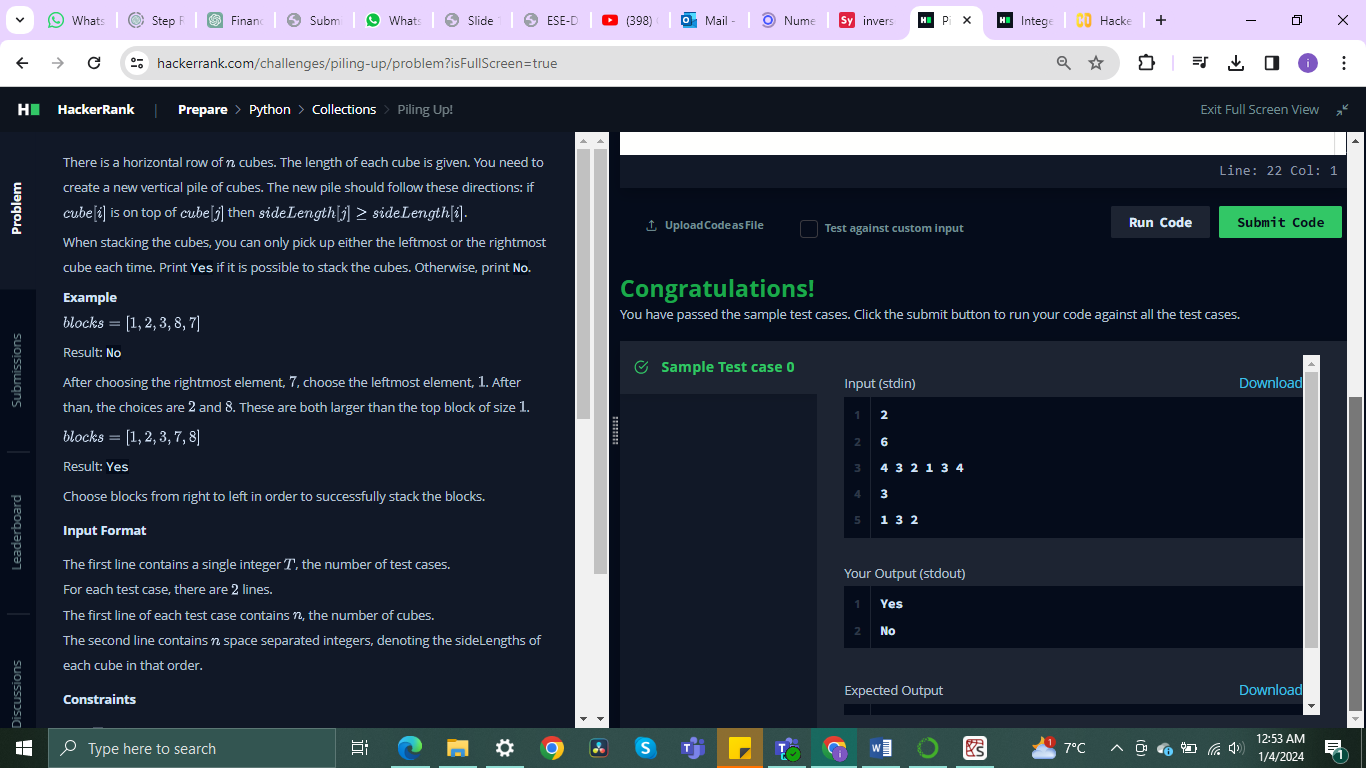 Whats
Step F
Financ
Subm
Whats
Slide
ESE-D
(398)
Mail -
Nume
Sy invers
Pi
Intege
Hacke
hackerrank.com/challenges/piling-up/problem?isFullScreen=true
i
H HackerRank | Prepare > Python > Collections > Piling Up!
Exit Full Screen View
Problem
Submissions
Leaderboard
Discussions
There is a horizontal row of n cubes. The length of each cube is given. You need to
create a new vertical pile of cubes. The new pile should follow these directions: if
cube[i] is on top of cube[j] then sideLength[j] ≥ sideLength[i].
When stacking the cubes, you can only pick up either the leftmost or the rightmost
cube each time. Print Yes if it is possible to stack the cubes. Otherwise, print No.
Example
blocks = [1, 2, 3, 8, 7]
Result: No
After choosing the rightmost element, 7, choose the leftmost element, 1. After
than, the choices are 2 and 8. These are both larger than the top block of size 1.
blocks = [1, 2, 3, 7, 8]
Result: Yes
Choose blocks from right to left in order to successfully stack the blocks.
Input Format
The first line contains a single integer T, the number of test cases.
For each test case, there are 2 lines.
The first line of each test case contains n, the number of cubes.
The second line contains n space separated integers, denoting the sideLengths of
each cube in that order.
Constraints
Line: 22 Col: 1
Upload Code as File
Test against custom input
Run Code
Submit Code
Congratulations!
You have passed the sample test cases. Click the submit button to run your code against all the test cases.
Sample Test case 0
Input (stdin)
Download
1 2
2 6
3 4 3 2 1 3 4
4 3
5 1 3 2
Your Output (stdout)
1 Yes
2 No
Expected Output
Download
Type here to search
1
7°C
12:53 AM
1/4/2024
1